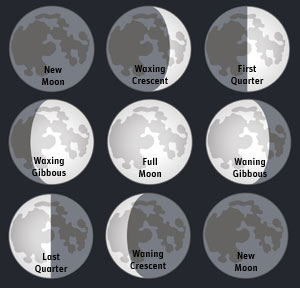 New
Moon
Waxing
Crescent
First
Quarter
Waxing
Gibbous
Full
Moon
Waning
Gibbous
Last
Quarter
Waning
Crescent
New
Moon